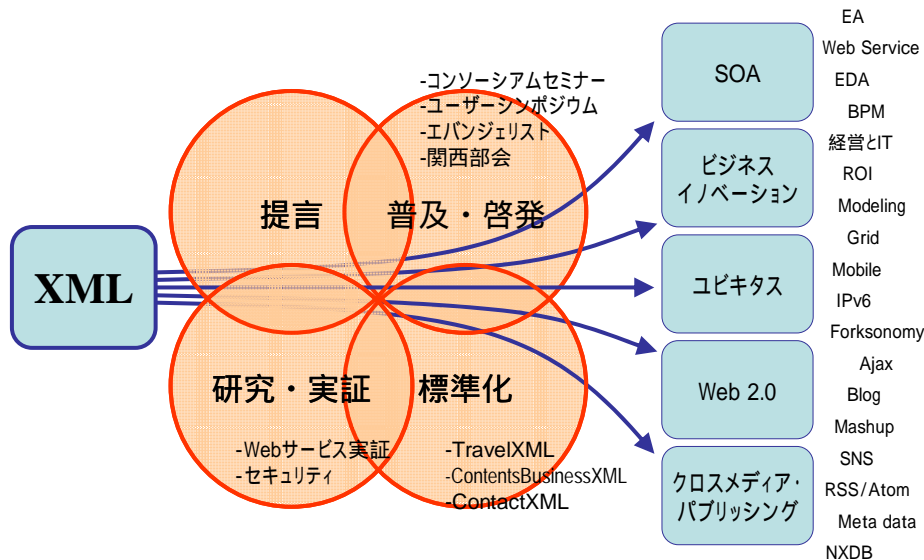 XML
提言
-コンソーシアムセミナー
-ユーザーシンポジウム
-エバンジェリスト
-関西部会
普及・啓発
研究・実証
-Webサービス実証
-セキュリティ
標準化
-TravelXML
-ContentsBusinessXML
-ContactXML
SOA
ビジネス
イノベーション
ユビキタス
Web 2.0
クロスメディア・
パブリッシング
EA
Web Service
EDA
BPM
経営とIT
ROI
Modeling
Grid
Mobile
IPv6
Forksonomy
Ajax
Blog
Mashup
SNS
RSS/Atom
Meta data
NXDB